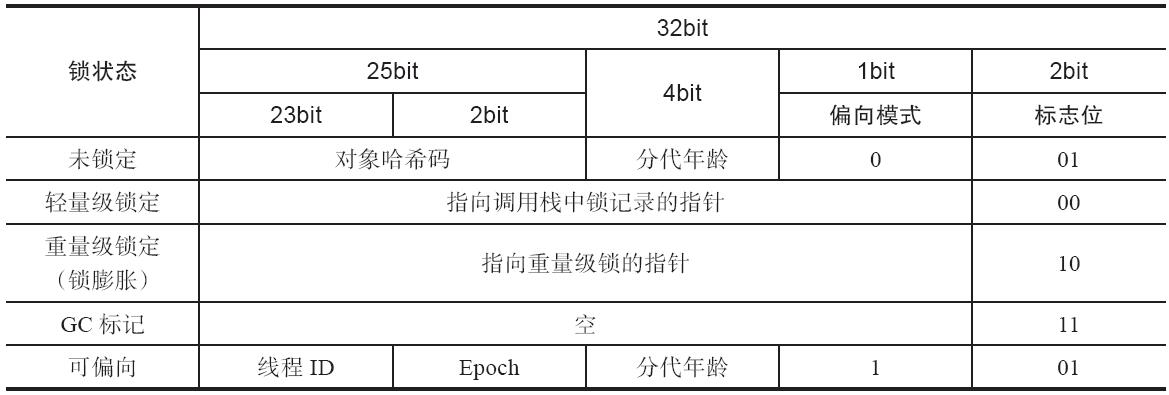 锁状态
32bit
25bit
4bit
1bit
2bit
23bit
2bit
偏向模式
标志位
未锁定
对象哈希码
分代年龄
0
01
轻量级锁定
指向调用栈中锁记录的指针
00
重量级锁定
（锁膨胀）
指向重量级锁的指针
10
GC 标记
空
11
可偏向
线程 ID
Epoch
分代年龄
1
01